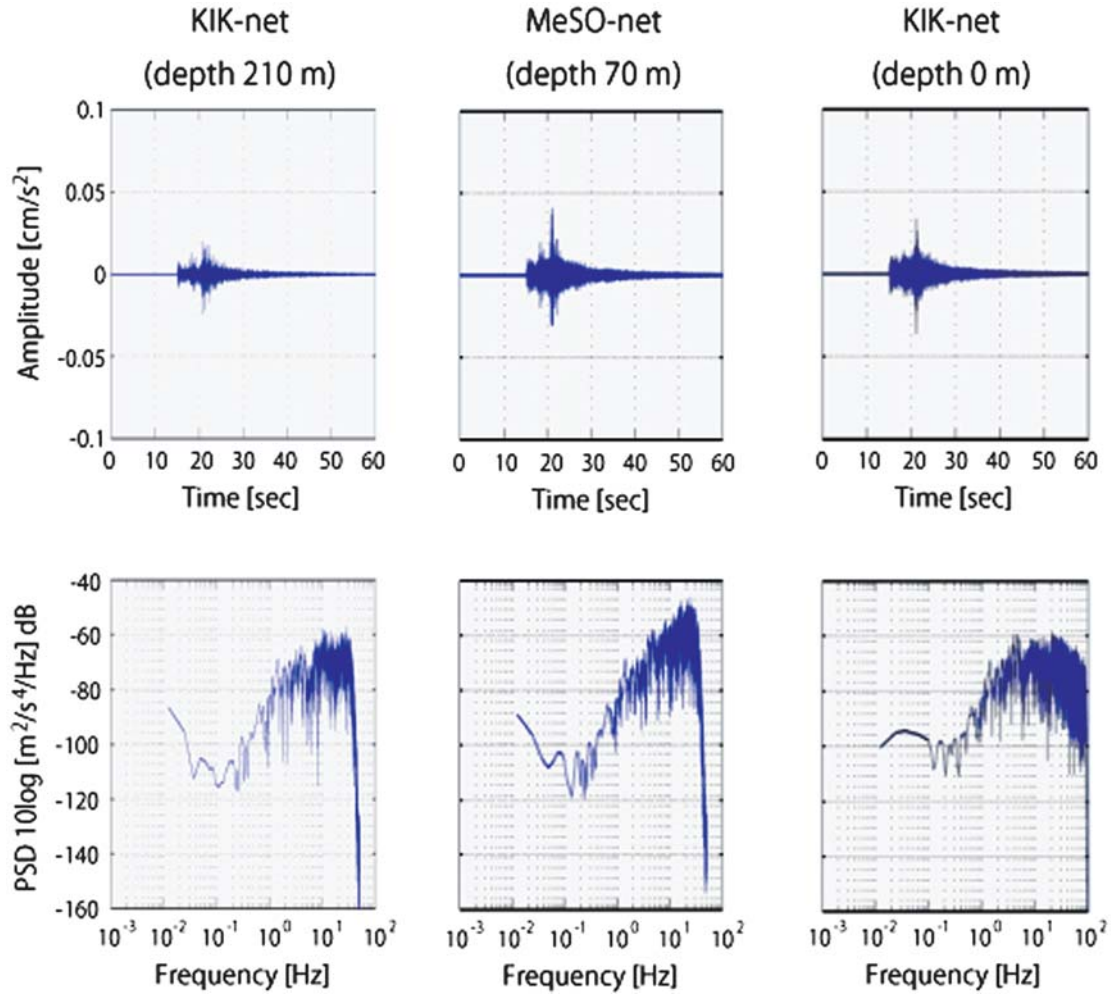 KIK-net
(depth 210 m)
MeSO-net
(depth 70 m)
KIK-net
(depth 0 m)
Amplitude [cm/s²]
0.1
0.05
0
-0.05
-0.1
0 10 20 30 40 50 60
Time [sec]
0 10 20 30 40 50 60
Time [sec]
0 10 20 30 40 50 60
Time [sec]
PSD 10log [m²/s⁴/Hz] dB
-40
-60
-80
-100
-120
-140
-160
10⁻³ 10⁻² 10⁻¹ 10⁰ 10¹ 10²
Frequency [Hz]
10⁻³ 10⁻² 10⁻¹ 10⁰ 10¹ 10²
Frequency [Hz]
10⁻³ 10⁻² 10⁻¹ 10⁰ 10¹ 10²
Frequency [Hz]